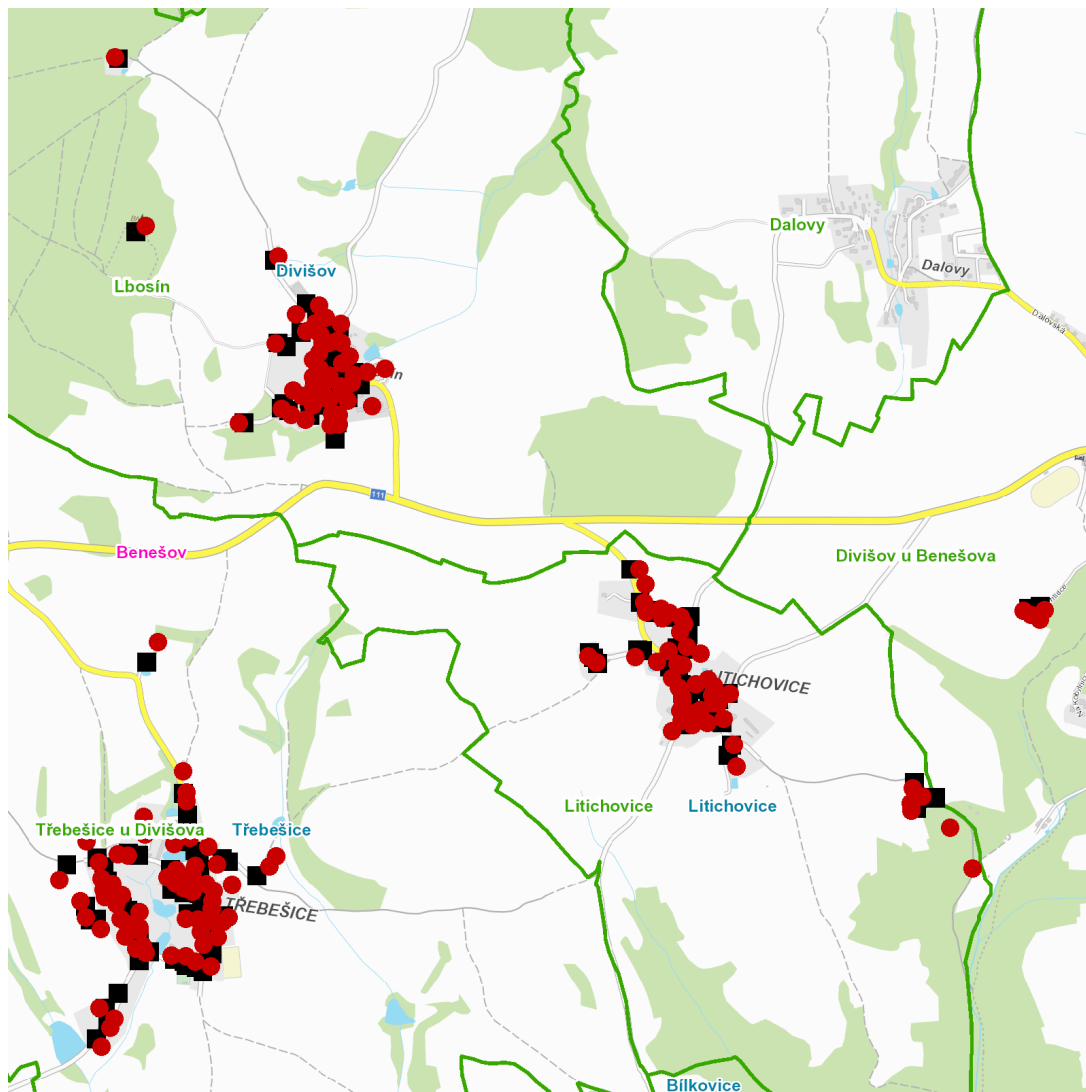 Dalovy
Dalovy
Divišov
Lbosín
Dalovská
111
Benešov
Divišov u Benešova
LITICHOVICE
Litichovice
Litichovice
Třebešice u Divišova
Třebešice
TŘEBEŠICE
Bílkovice